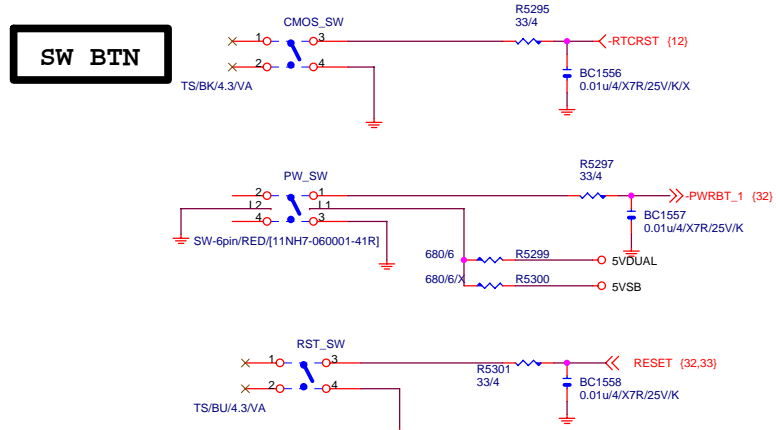 SW BTN
CMOS_SW
1 3
2 4
TS/BK/4.3/VA
R5295
33/4
-RTCRST {12}
BC1556
0.01u/4/X7R/25V/K/X
PW_SW
2 1
L2 L1
4 3
SW-6pin/RED/[11NH7-060001-41R]
R5297
33/4
-PWRBT_1 {32}
BC1557
0.01u/4/X7R/25V/K
680/6 R5299 5VDUAL
680/6/X R5300 5VSB
RST_SW
1 3
2 4
TS/BU/4.3/VA
R5301
33/4
RESET {32,33}
BC1558
0.01u/4/X7R/25V/K